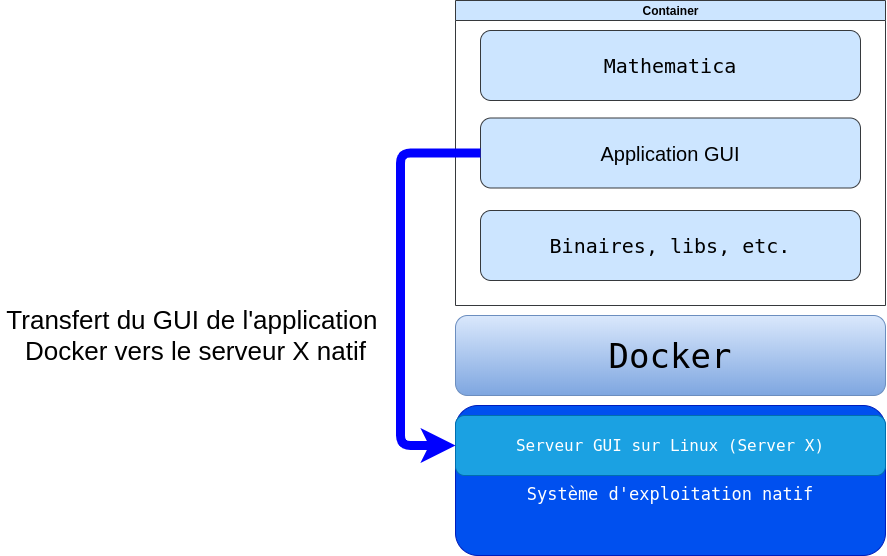 Container
Mathematica
Application GUI
Binaires, libs, etc.
Transfert du GUI de l'application
Docker vers le serveur X natif
Docker
Serveur GUI sur Linux (Server X)
Système d'exploitation natif